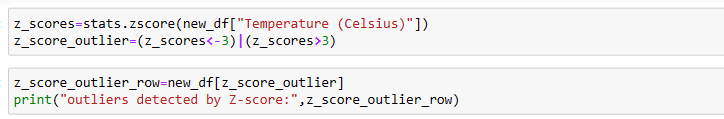 z_scores=stats.zscore(new_df["Temperature (Celsius)"])
z_score_outlier=(z_scores<-3)|(z_scores>3)
z_score_outlier_row=new_df[z_score_outlier]
print("outliers detected by Z-score:",z_score_outlier_row)